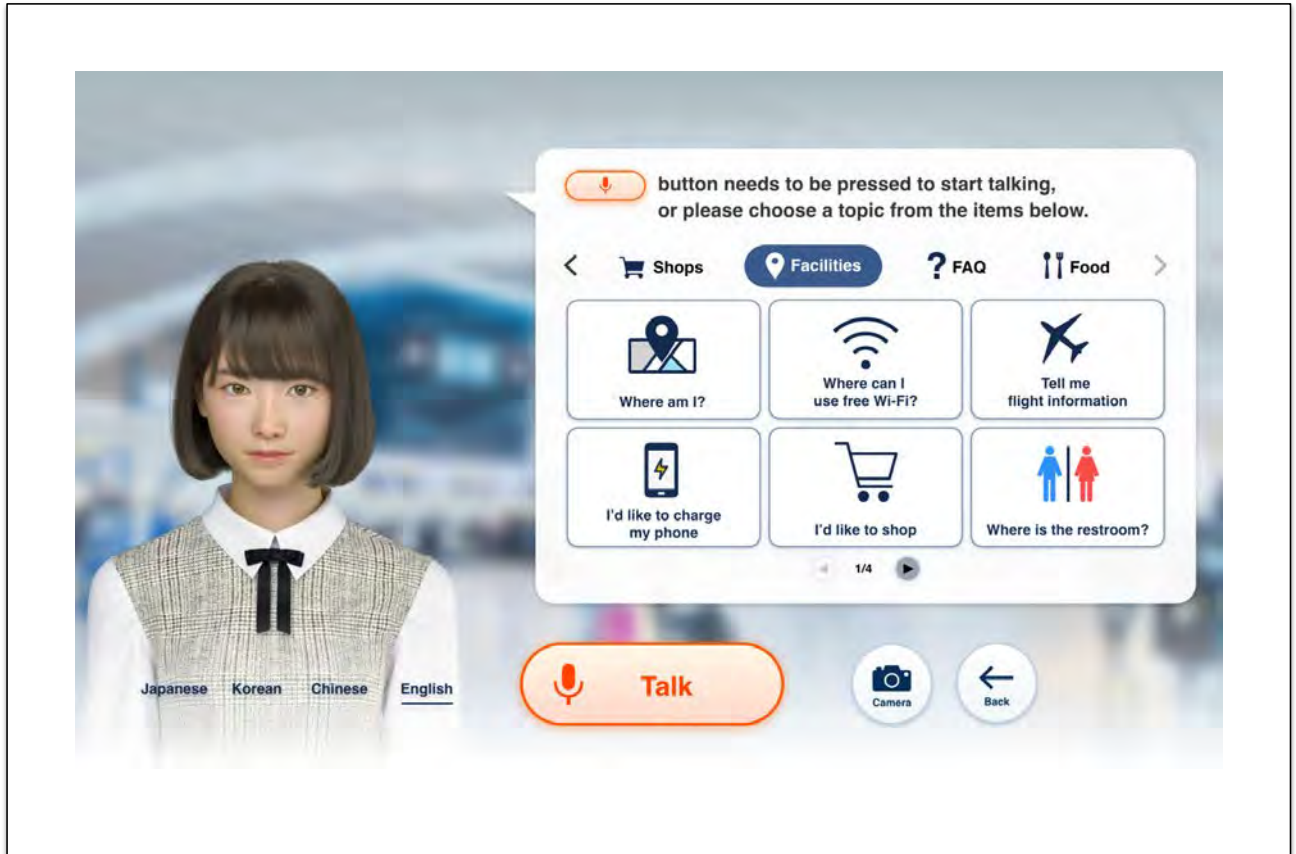 button needs to be pressed to start talking,
or please choose a topic from the items below.
Shops
Facilities
? FAQ
Food
Where am I?
Where can I
use free Wi-Fi?
Tell me
flight information
I'd like to charge
my phone
I'd like to shop
Where is the restroom?
1/4
Japanese Korean Chinese English
Talk
Camera
Back